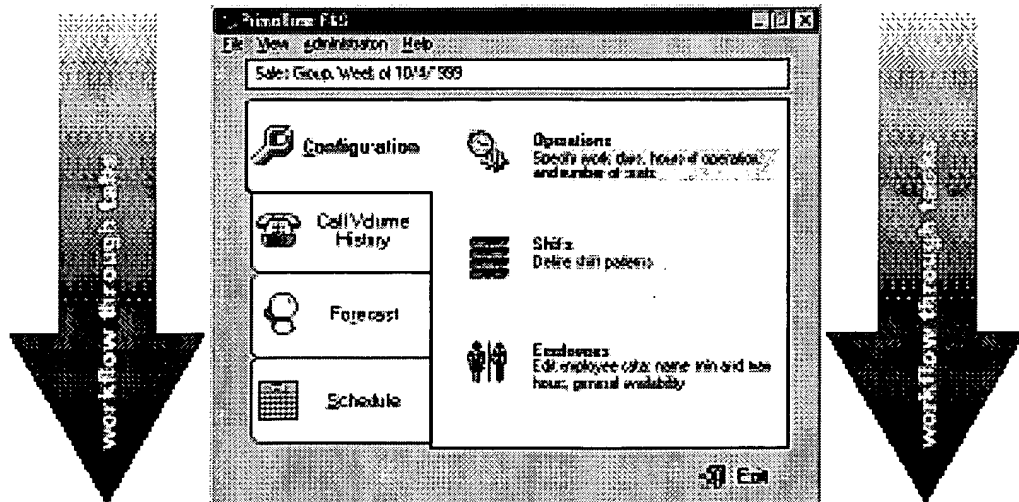 PrimeTime F&S
File View Administration Help
Sales Group, Week of 10/4/1999
Configuration
Operations
Specify work days, hours of operation,
and number of seats
Call Volume
History
Shifts
Define shift patterns
Forecast
Employees
Edit employee data: name min and max
hours, general availability
Schedule
Exit
workflow through tasks
workflow through tasks